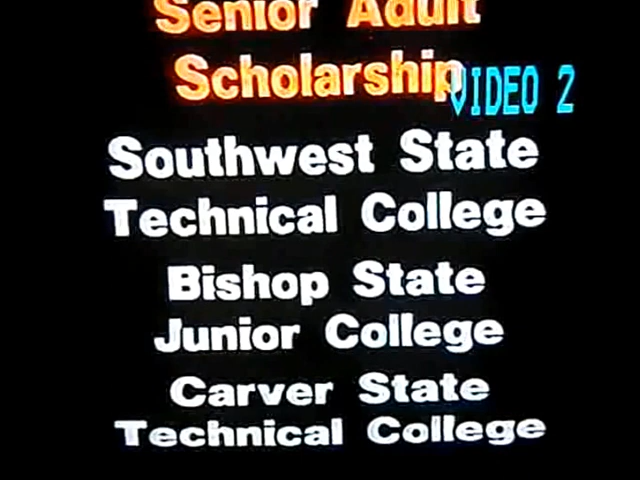 Senior Adult
Scholarship
VIDEO 2
Southwest State
Technical College
Bishop State
Junior College
Carver State
Technical College